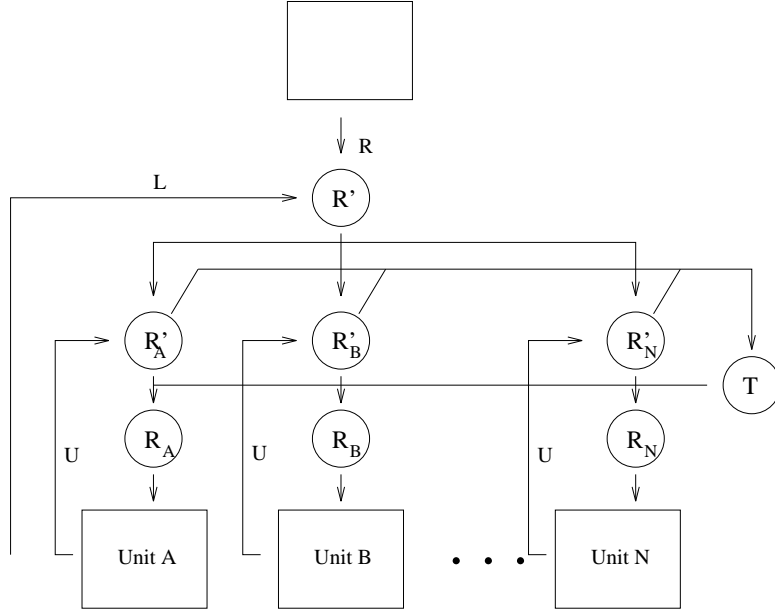 R
L
R'
R'A R'B R'N
T
RA RB RN
U U U
Unit A Unit B Unit N